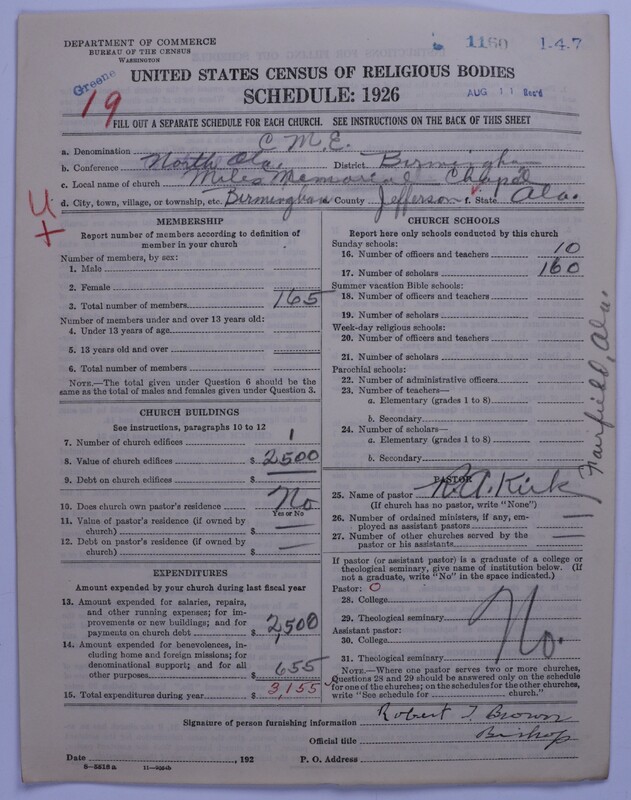 DEPARTMENT OF COMMERCE
BUREAU OF THE CENSUS
WASHINGTON
1160 1-4-7
Greene
19
UNITED STATES CENSUS OF RELIGIOUS BODIES
SCHEDULE: 1926
AUG 11 Rec'd
FILL OUT A SEPARATE SCHEDULE FOR EACH CHURCH. SEE INSTRUCTIONS ON THE BACK OF THIS SHEET
a. Denomination C M.E.
b. Conference North Ala. District Birmingham
c. Local name of church Miles Memorial Chapel
d. City, town, village, or township, etc. Birmingham County Jefferson f. State Ala.
U
+
MEMBERSHIP
Report number of members according to definition of
member in your church
Number of members, by sex:
1. Male
2. Female
3. Total number of members 165
Number of members under and over 13 years old:
4. Under 13 years of age
5. 13 years old and over
6. Total number of members
NOTE.—The total given under Question 6 should be the
same as the total of males and females given under Question 3.
CHURCH BUILDINGS
See instructions, paragraphs 10 to 12
7. Number of church edifices 1
8. Value of church edifices $ 2500
9. Debt on church edifices $
10. Does church own pastor's residence No
Yes or No
11. Value of pastor's residence (if owned by
church) $ —
12. Debt on pastor's residence (if owned by
church) $ —
EXPENDITURES
Amount expended by your church during last fiscal year
13. Amount expended for salaries, repairs,
and other running expenses; for im-
provements or new buildings; and for
payments on church debt $ 2500
14. Amount expended for benevolences, in-
cluding home and foreign missions; for
denominational support; and for all
other purposes $ 655
15. Total expenditures during year $ 3,155
CHURCH SCHOOLS
Report here only schools conducted by this church
Sunday schools:
16. Number of officers and teachers 10
17. Number of scholars 160
Summer vacation Bible schools:
18. Number of officers and teachers
19. Number of scholars
Week-day religious schools:
20. Number of officers and teachers
21. Number of scholars
Parochial schools:
22. Number of administrative officers
23. Number of teachers—
a. Elementary (grades 1 to 8)
b. Secondary
24. Number of scholars—
a. Elementary (grades 1 to 8)
b. Secondary
PASTOR
25. Name of pastor R.A. Kirk
(If church has no pastor, write "None")
26. Number of ordained ministers, if any, em-
ployed as assistant pastors —
27. Number of other churches served by the
pastor or his assistants —
If pastor (or assistant pastor) is a graduate of a college or
theological seminary, give name of institution below. (If
not a graduate, write "No" in the space indicated.)
Pastor: O
28. College
29. Theological seminary
Assistant pastor: No.
30. College
31. Theological seminary
NOTE.—Where one pastor serves two or more churches,
Questions 28 and 29 should be answered only on the schedule
for one of the churches; on the schedules for the other churches,
write "See schedule for church."
Fairfield, Ala.
Signature of person furnishing information Robert T. Brown
Official title Bishop
Date , 192 P. O. Address